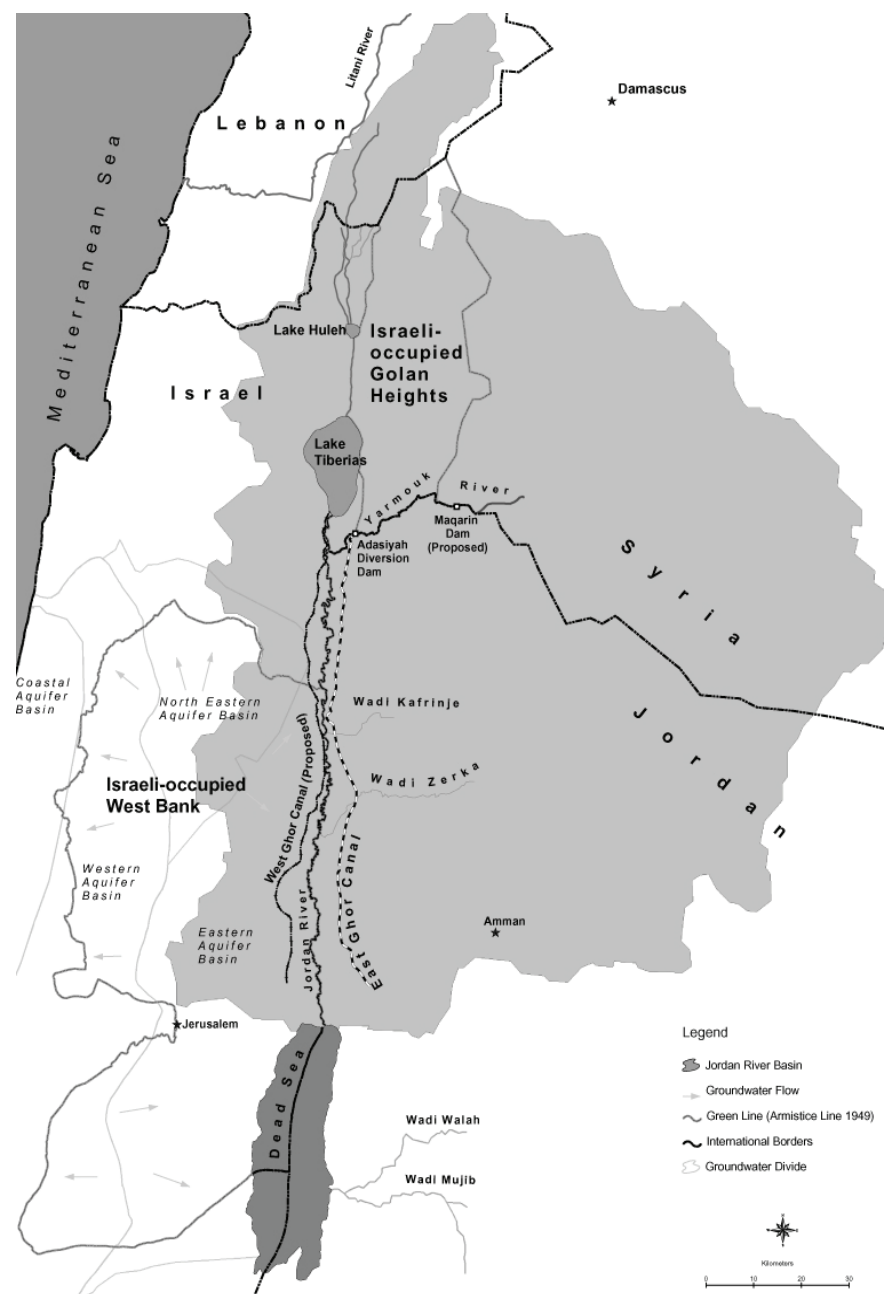 Litani River
Damascus
Lebanon
Mediterranean Sea
Lake Huleh
Israeli-
occupied
Golan
Heights
Israel
Lake
Tiberias
Yarmouk
River
Maqarin
Dam
(Proposed)
Adasiyah
Diversion
Dam
Syria
Coastal
Aquifer
Basin
North Eastern
Aquifer Basin
Wadi Kafrinje
Jordan
West Ghor Canal (Proposed)
Wadi Zerka
Israeli-occupied
West Bank
Western
Aquifer
Basin
Jordan River
East Ghor Canal
Amman
Eastern
Aquifer
Basin
Jerusalem
Legend
Dead Sea
Jordan River Basin
Groundwater Flow
Green Line (Armistice Line 1949)
Wadi Walah
International Borders
Groundwater Divide
Wadi Mujib
N
Kilometers
0 10 20 30